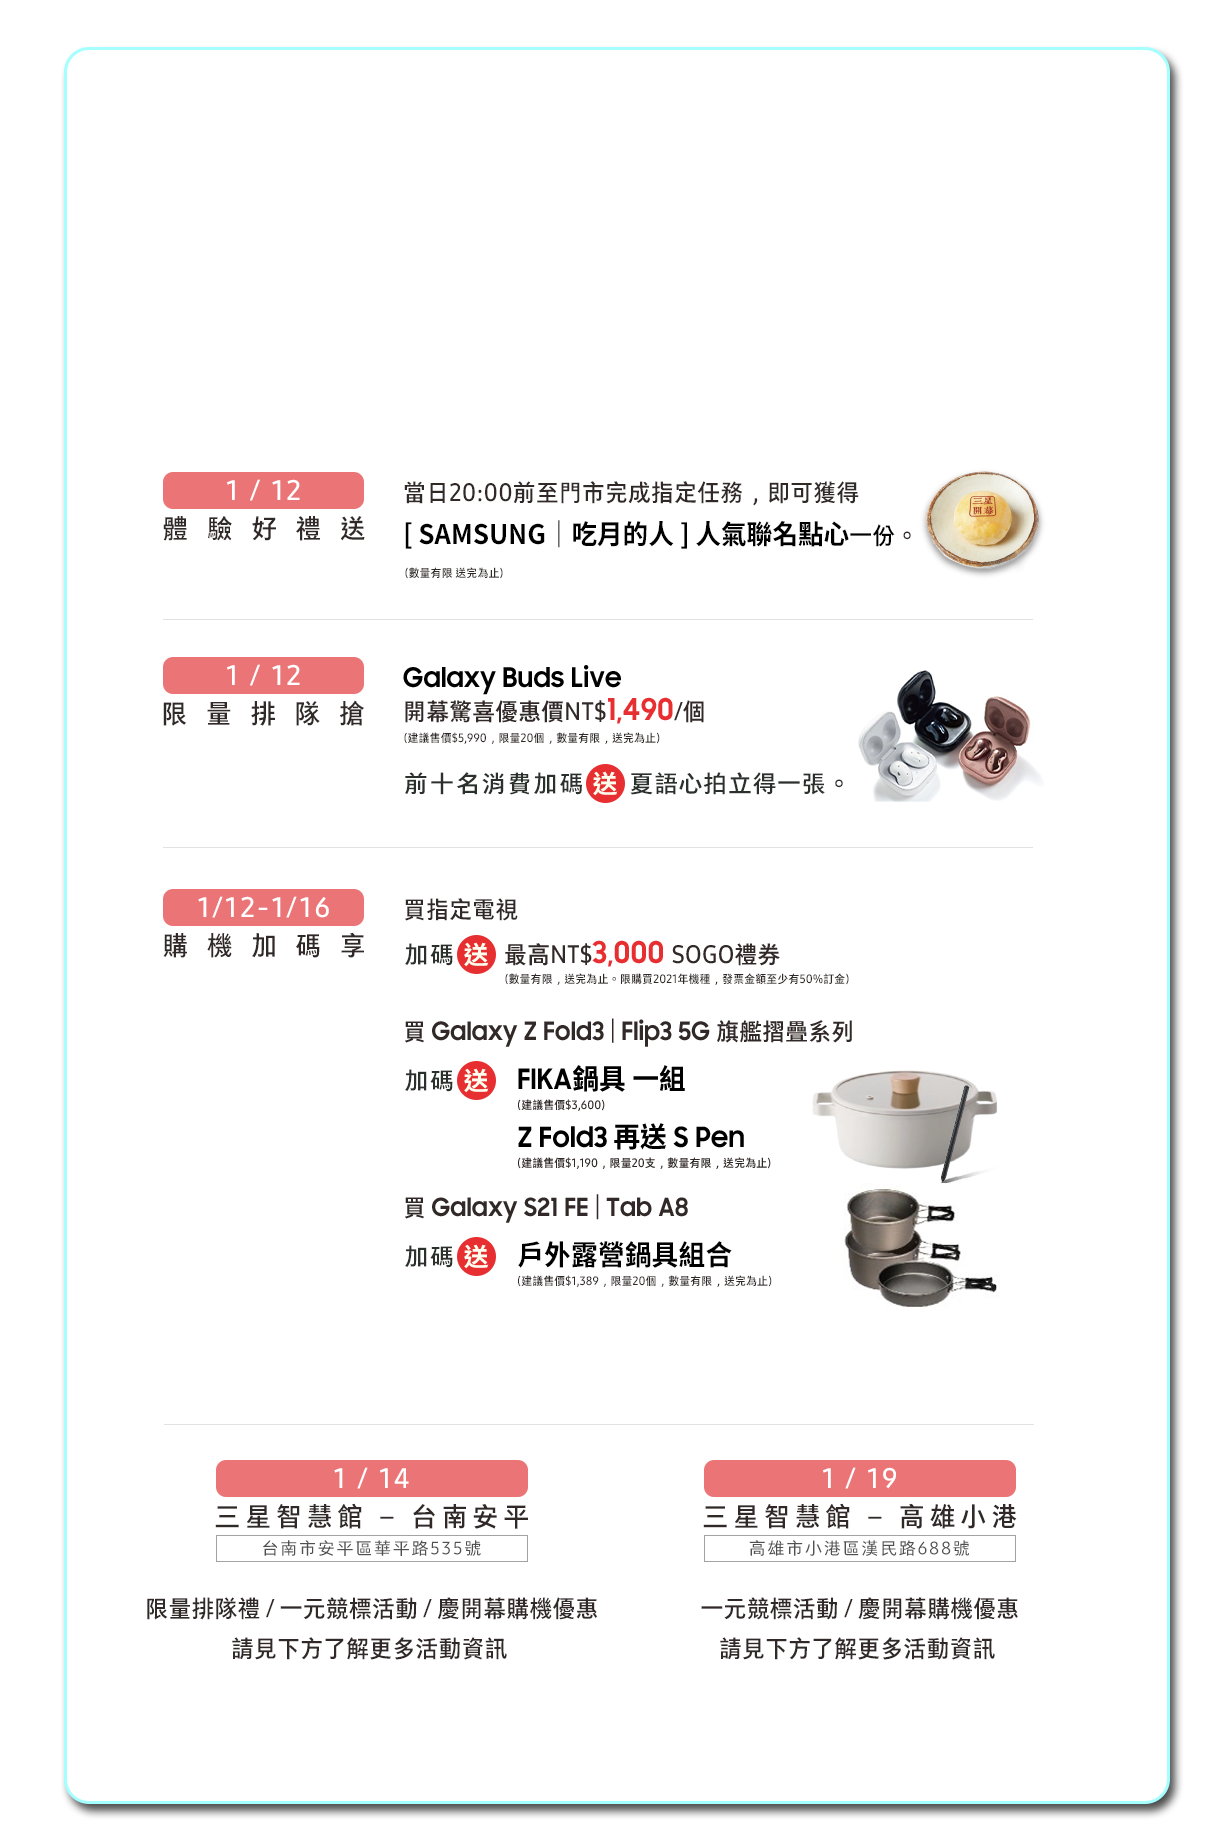 1 / 12
體驗好禮送
當日20:00前至門市完成指定任務，即可獲得
[ SAMSUNG｜吃月的人 ] 人氣聯名點心一份。
(數量有限 送完為止)
三星
開幕
1 / 12
限量排隊搶
Galaxy Buds Live
開幕驚喜優惠價NT$1,490/個
(建議售價$5,990，限量20個，數量有限，送完為止)
前十名消費加碼送夏語心拍立得一張。
1/12-1/16
購機加碼享
買指定電視
加碼送 最高NT$3,000 SOGO禮券
(數量有限，送完為止。限購買2021年機種，發票金額至少有50%訂金)
買 Galaxy Z Fold3｜Flip3 5G 旗艦摺疊系列
加碼送 FIKA鍋具 一組
(建議售價$3,600)
Z Fold3 再送 S Pen
(建議售價$1,190，限量20支，數量有限，送完為止)
買 Galaxy S21 FE｜Tab A8
加碼送 戶外露營鍋具組合
(建議售價$1,389，限量20個，數量有限，送完為止)
1 / 14
三星智慧館 – 台南安平
台南市安平區華平路535號
限量排隊禮 / 一元競標活動 / 慶開幕購機優惠
請見下方了解更多活動資訊
1 / 19
三星智慧館 – 高雄小港
高雄市小港區漢民路688號
一元競標活動 / 慶開幕購機優惠
請見下方了解更多活動資訊